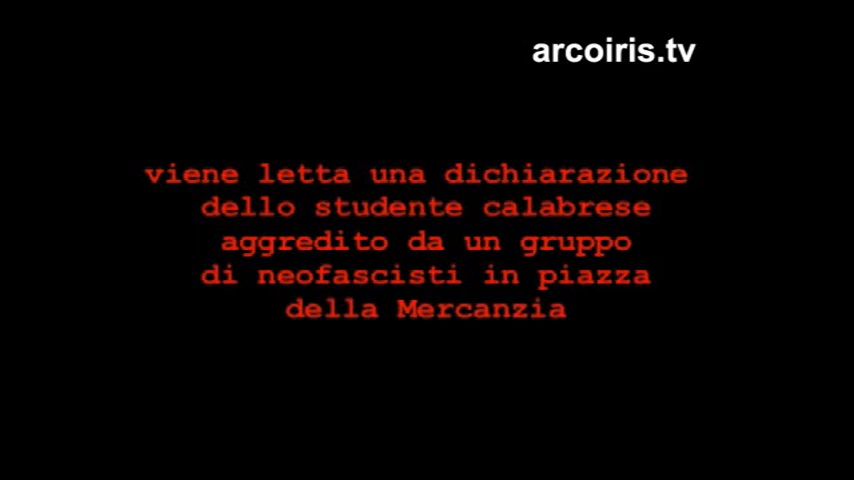 arcoiris.tv
viene letta una dichiarazione
dello studente calabrese
aggredito da un gruppo
di neofascisti in piazza
della Mercanzia